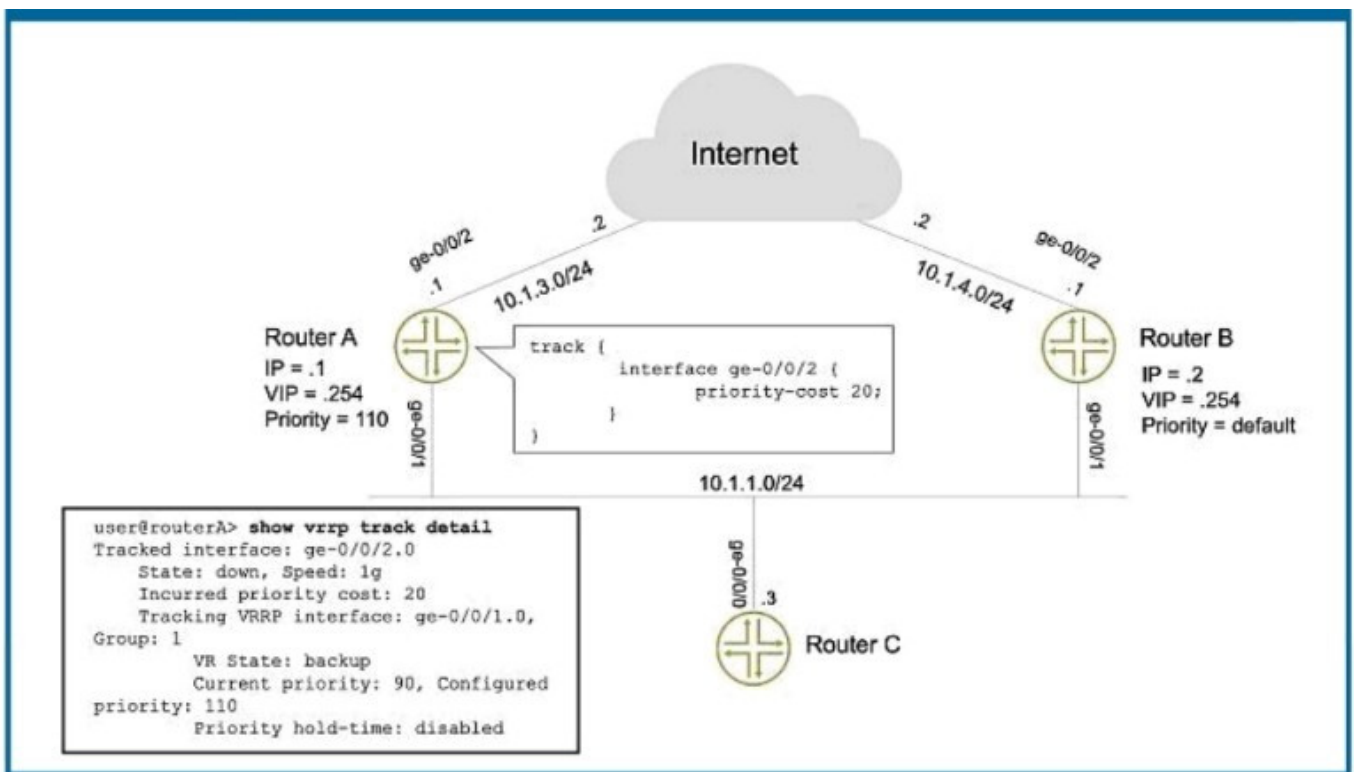 Internet
.2
.2
ge-0/0/2
ge-0/0/2
.1
10.1.3.0/24
10.1.4.0/24
.1
Router A
IP = .1
VIP = .254
Priority = 110
track {
interface ge-0/0/2 {
priority-cost 20;
}
}
Router B
IP = .2
VIP = .254
Priority = default
ge-0/0/1
ge-0/0/1
10.1.1.0/24
user@routerA> show vrrp track detail
Tracked interface: ge-0/0/2.0
State: down, Speed: 1g
Incurred priority cost: 20
Tracking VRRP interface: ge-0/0/1.0,
Group: 1
VR State: backup
Current priority: 90, Configured
priority: 110
Priority hold-time: disabled
ge-0/0/0
.3
Router C